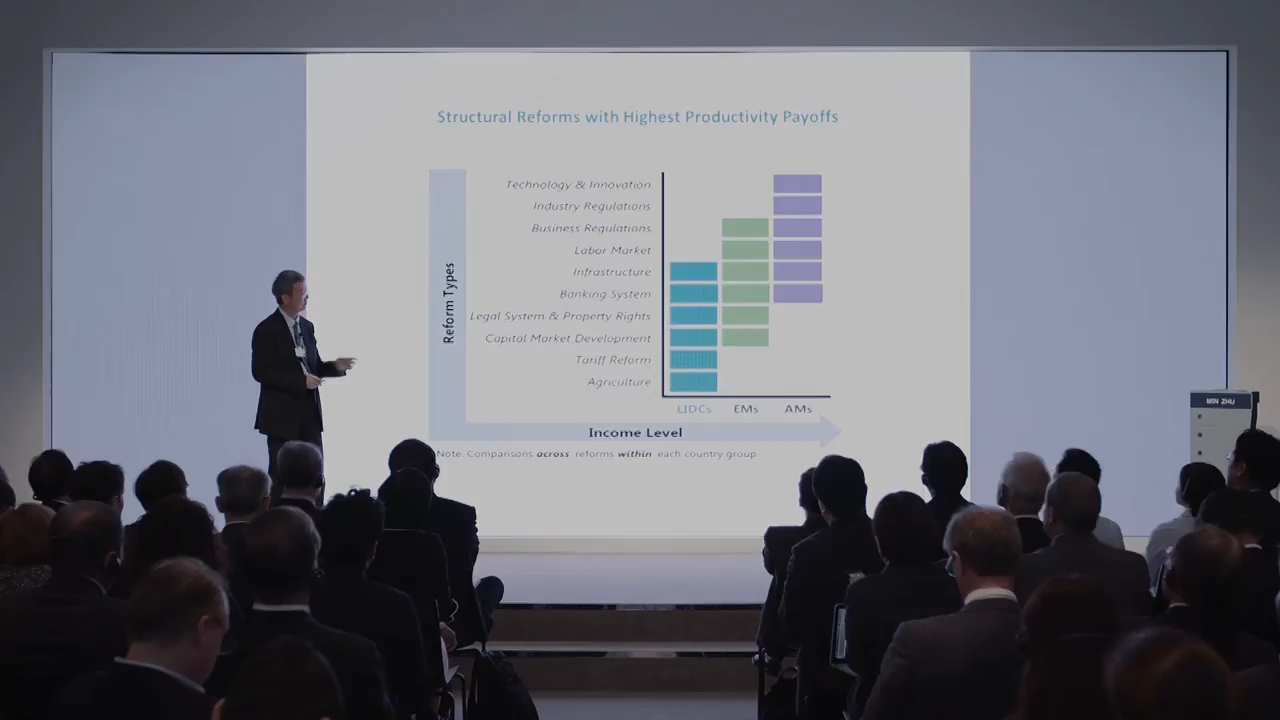 Structural Reforms with Highest Productivity Payoffs
Reform Types
Technology & Innovation
Industry Regulations
Business Regulations
Labor Market
Infrastructure
Banking System
Legal System & Property Rights
Capital Market Development
Tariff Reform
Agriculture
LIDCs EMs AMs
Income Level
Note: Comparisons across reforms within each country group
MIN ZHU